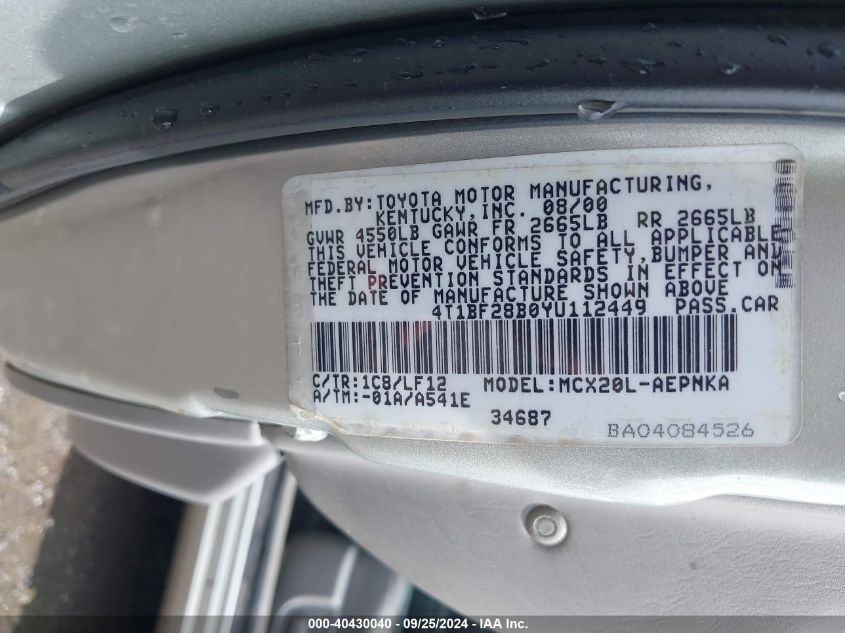 MFD.BY:TOYOTA MOTOR MANUFACTURING,
KENTUCKY,INC. 08/00
GVWR 4550LB GAWR FR 2665LB RR 2665LB
THIS VEHICLE CONFORMS TO ALL APPLICABLE
FEDERAL MOTOR VEHICLE SAFETY,BUMPER AND
THEFT PREVENTION STANDARDS IN EFFECT ON
THE DATE OF MANUFACTURE SHOWN ABOVE
4T1BF28B0YU112449 PASS.CAR
C/TR:1C8/LF12 MODEL:MCX20L-AEPNKA
A/TM:-01A/A541E
34687
BA04084526
000-40430040 - 09/25/2024 - IAA Inc.